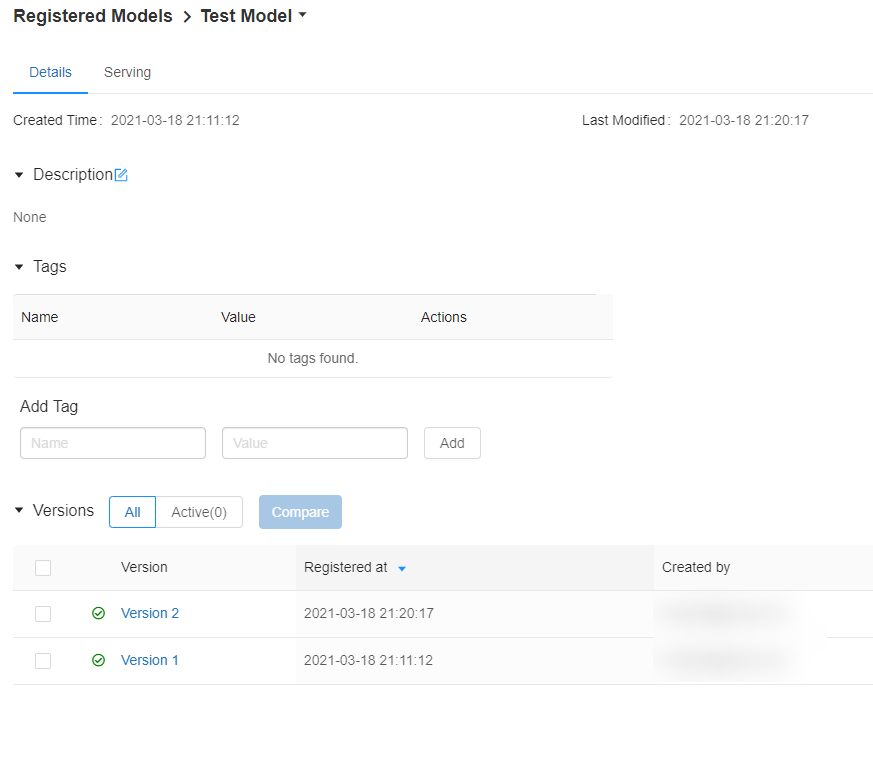 Registered Models > Test Model
Details Serving
Created Time: 2021-03-18 21:11:12 Last Modified: 2021-03-18 21:20:17
Description
None
Tags
Name Value Actions
No tags found.
Add Tag
Name Value Add
Versions All Active(0) Compare
Version Registered at Created by
Version 2 2021-03-18 21:20:17
Version 1 2021-03-18 21:11:12